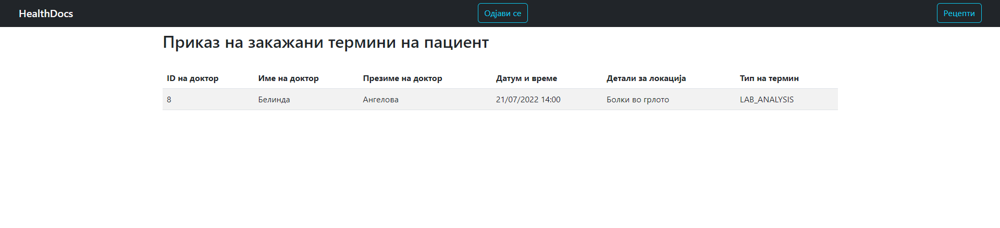 HealthDocs Одјави се Рецепти
Приказ на закажани термини на пациент
ID на доктор Име на доктор Презиме на доктор Датум и време Детали за локација Тип на термин
8 Белинда Ангелова 21/07/2022 14:00 Болки во грлото LAB_ANALYSIS